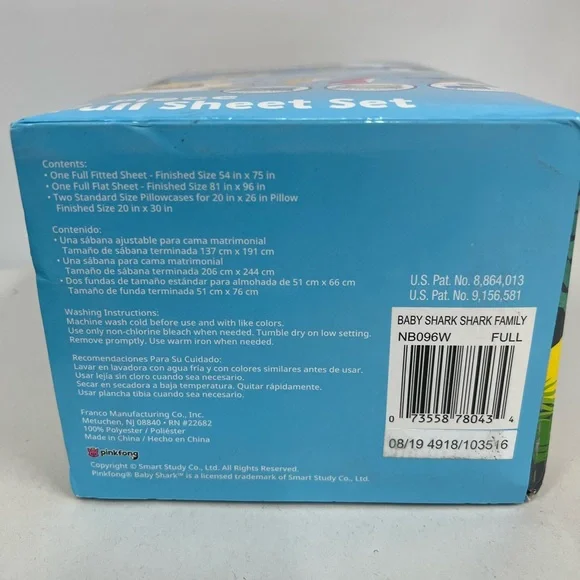 Full Sheet Set
Contents:
• One Full Fitted Sheet - Finished Size 54 in x 75 in
• One Full Flat Sheet - Finished Size 81 in x 96 in
• Two Standard Size Pillowcases for 20 in x 26 in Pillow
Finished Size 20 in x 30 in
Contenido:
• Una sábana ajustable para cama matrimonial
Tamaño de sábana terminada 137 cm x 191 cm
• Una sábana para cama matrimonial
Tamaño de sábana terminada 206 cm x 244 cm
• Dos fundas de tamaño estándar para almohada de 51 cm x 66 cm
Tamaño de funda terminada 51 cm x 76 cm
Washing Instructions:
Machine wash cold before use and with like colors.
Use only non-chlorine bleach when needed. Tumble dry on low setting.
Remove promptly. Use warm iron when needed.
Recomendaciones Para Su Cuidado:
Lavar en lavadora con agua fría y con colores similares antes de usar.
Usar lejía sin cloro cuando sea necesario.
Secar en secadora a baja temperatura. Quitar rápidamente.
Usar plancha tibia cuando sea necesario.
Franco Manufacturing Co., Inc.
Metuchen, NJ 08840 • RN #22682
100% Polyester / Poliéster
Made in China / Hecho en China
pinkfong
Copyright © Smart Study Co., Ltd. All Rights Reserved.
Pinkfong® Baby Shark™ is a licensed trademark of Smart Study Co., Ltd.
U.S. Pat. No. 8,864,013
U.S. Pat. No. 9,156,581
BABY SHARK SHARK FAMILY
NB096W FULL
0 73558 78043 4
08/19 4918/103516